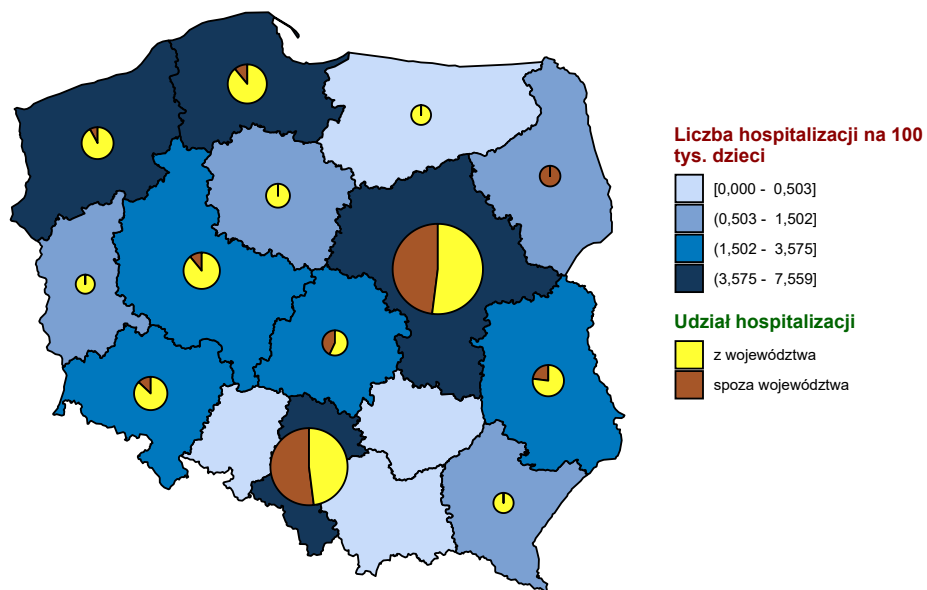 Liczba hospitalizacji na 100
tys. dzieci
[0,000 - 0,503]
(0,503 - 1,502]
(1,502 - 3,575]
(3,575 - 7,559]
Udział hospitalizacji
z województwa
spoza województwa